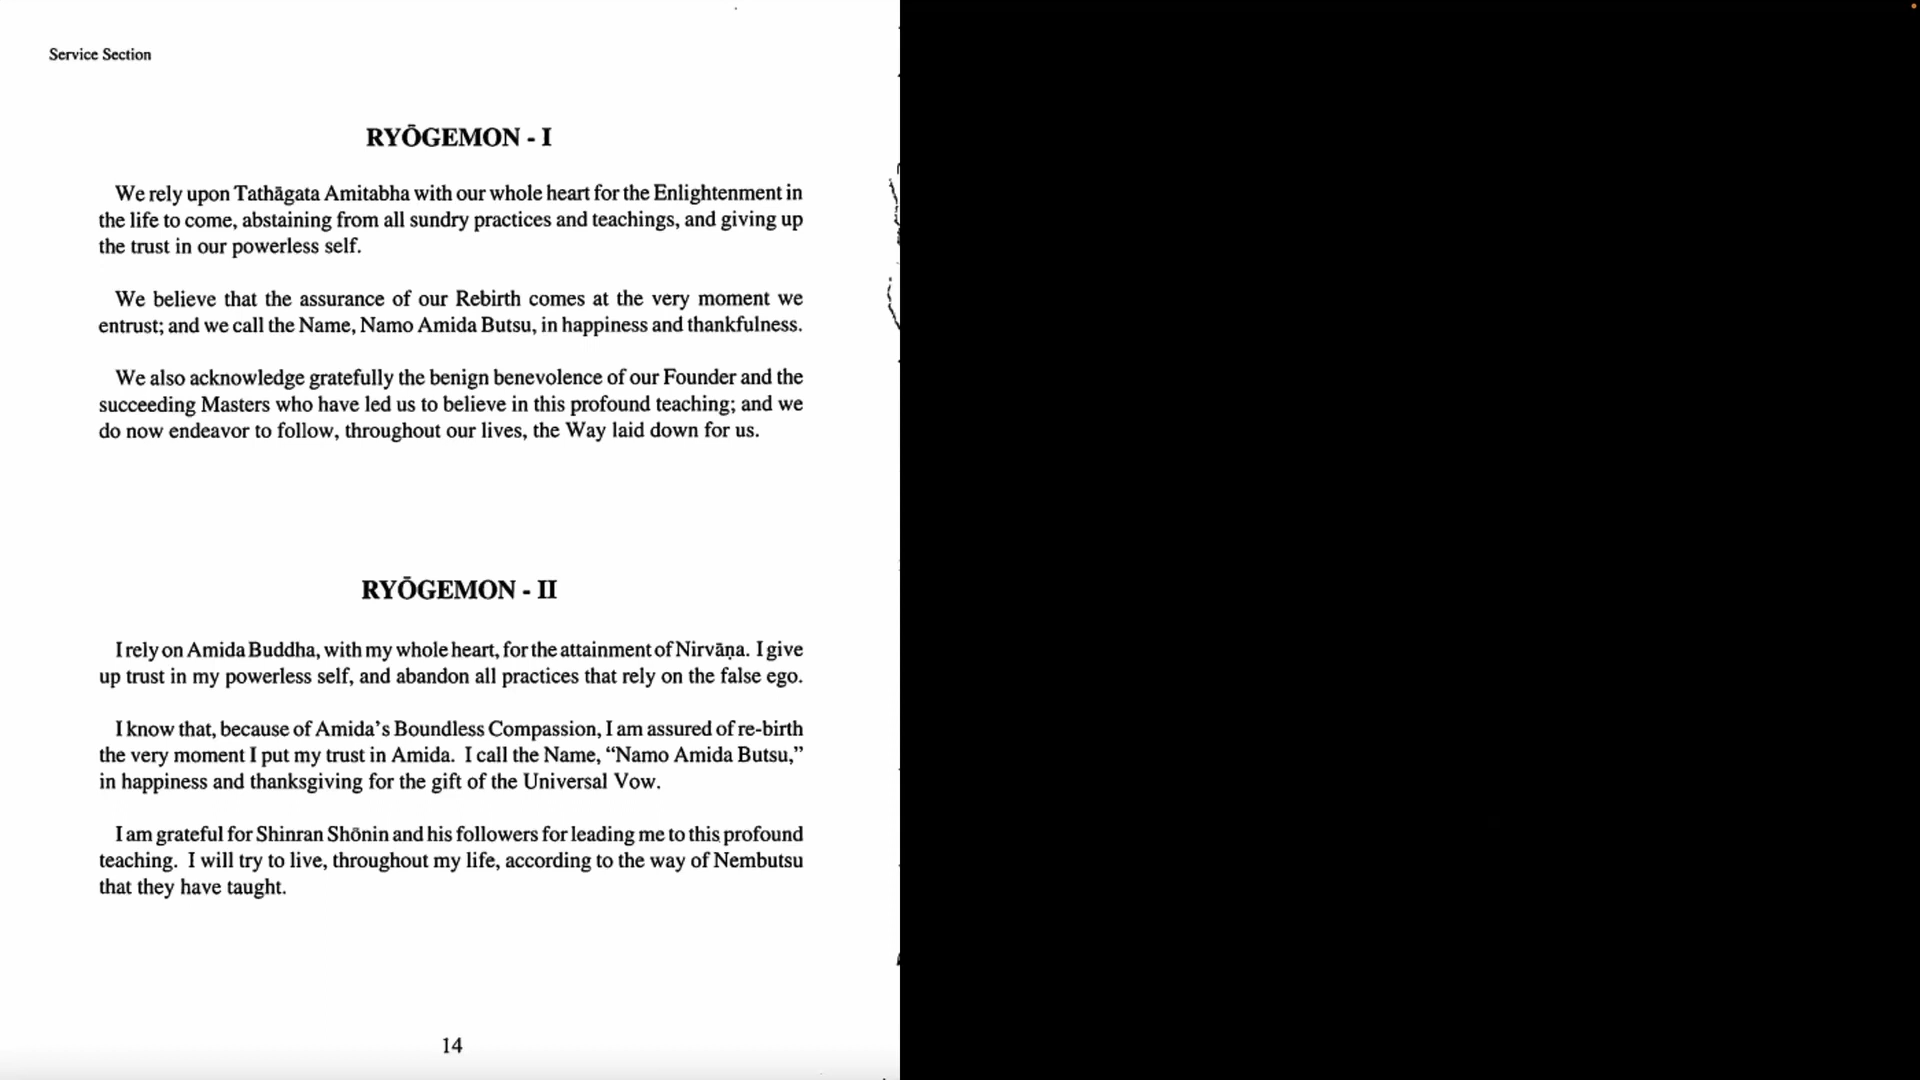 Service Section
RYŌGEMON - I
We rely upon Tathāgata Amitabha with our whole heart for the Enlightenment in
the life to come, abstaining from all sundry practices and teachings, and giving up
the trust in our powerless self.
We believe that the assurance of our Rebirth comes at the very moment we
entrust; and we call the Name, Namo Amida Butsu, in happiness and thankfulness.
We also acknowledge gratefully the benign benevolence of our Founder and the
succeeding Masters who have led us to believe in this profound teaching; and we
do now endeavor to follow, throughout our lives, the Way laid down for us.
RYŌGEMON - II
I rely on Amida Buddha, with my whole heart, for the attainment of Nirvāṇa. I give
up trust in my powerless self, and abandon all practices that rely on the false ego.
I know that, because of Amida's Boundless Compassion, I am assured of re-birth
the very moment I put my trust in Amida. I call the Name, “Namo Amida Butsu,”
in happiness and thanksgiving for the gift of the Universal Vow.
I am grateful for Shinran Shōnin and his followers for leading me to this profound
teaching. I will try to live, throughout my life, according to the way of Nembutsu
that they have taught.
14